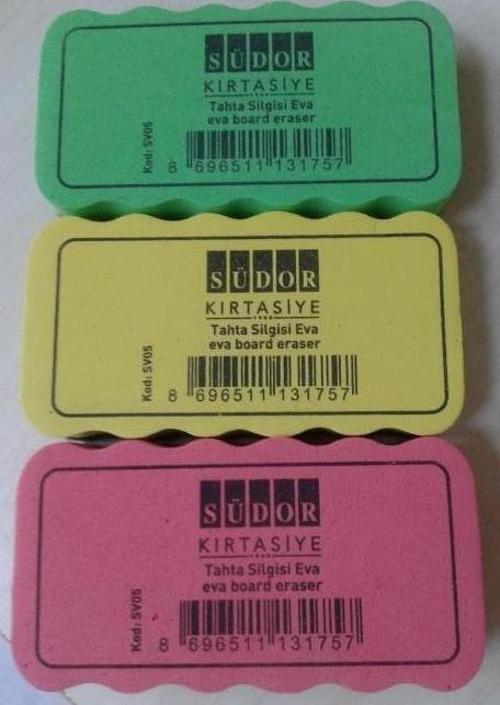 SÜDOR
KIRTASİYE
Tahta Silgisi Eva
eva board eraser
Kod: SV05
8 696511 131757
SÜDOR
KIRTASİYE
Tahta Silgisi Eva
eva board eraser
Kod: SV05
8 696511 131757
SÜDOR
KIRTASİYE
Tahta Silgisi Eva
eva board eraser
Kod: SV05
8 696511 131757